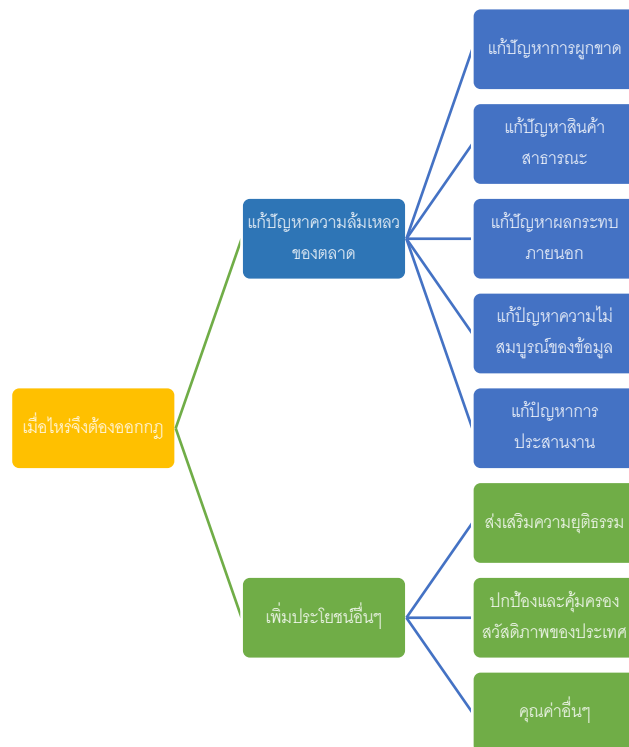 เมื่อไหร่จึงต้องออกกฎ
แก้ปัญหาความล้มเหลว
ของตลาด
แก้ปัญหาการผูกขาด
แก้ปัญหาสินค้า
สาธารณะ
แก้ปัญหาผลกระทบ
ภายนอก
แก้ปัญหาความไม่
สมบูรณ์ของข้อมูล
แก้ปัญหาการ
ประสานงาน
เพิ่มประโยชน์อื่นๆ
ส่งเสริมความยุติธรรม
ปกป้องและคุ้มครอง
สวัสดิภาพของประเทศ
คุณค่าอื่นๆ